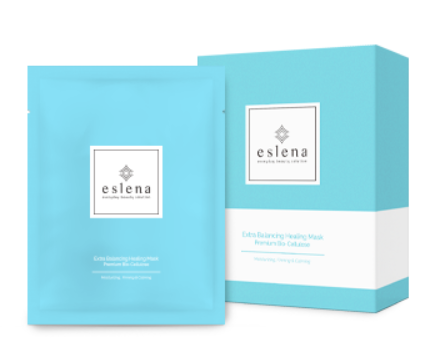 eslena
everyday beauty solution
Extra Balancing Healing Mask
Premium Bio Cellulose
eslena
everyday beauty solution
Extra Balancing Healing Mask
Premium Bio Cellulose